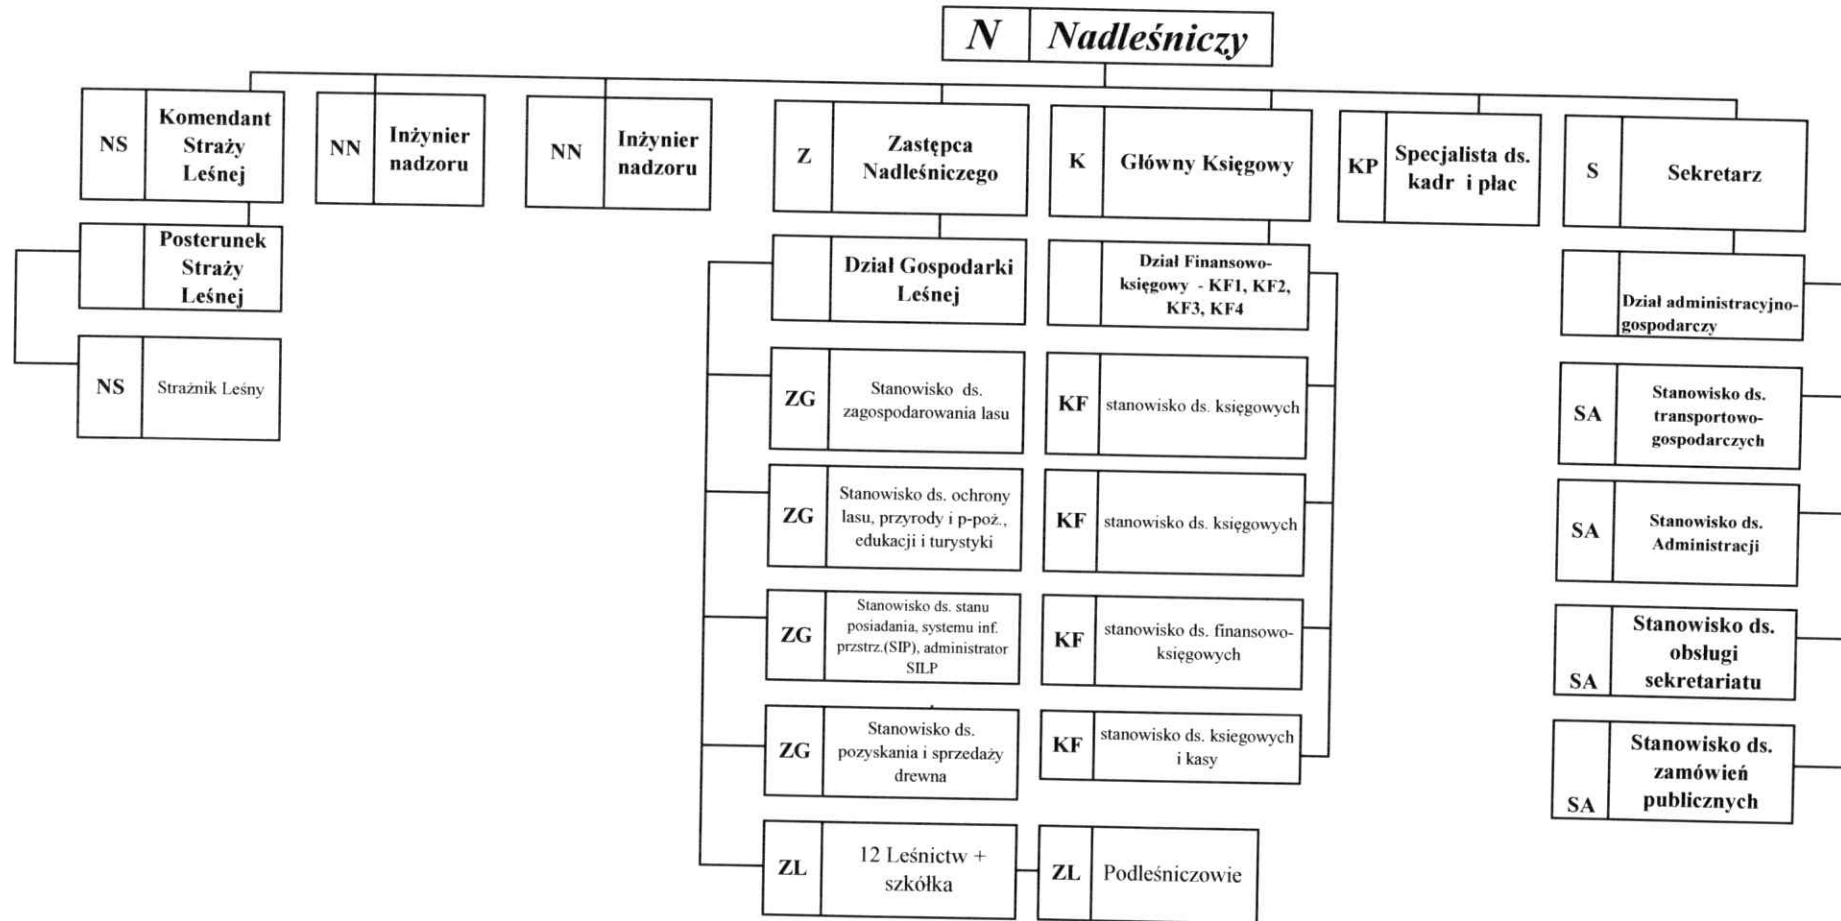 N Nadleśniczy
NS Komendant
Straży
Leśnej
NN Inżynier
nadzoru
NN Inżynier
nadzoru
Z Zastępca
Nadleśniczego
K Główny Księgowy
KP Specjalista ds.
kadr i płac
S Sekretarz
Posterunek
Straży
Leśnej
NS Strażnik Leśny
Dział Gospodarki
Leśnej
ZG Stanowisko ds.
zagospodarowania lasu
ZG Stanowisko ds. ochrony
lasu, przyrody i p-poż.,
edukacji i turystyki
ZG Stanowisko ds. stanu
posiadania, systemu inf.
przstrz.(SIP), administrator
SILP
ZG Stanowisko ds.
pozyskania i sprzedaży
drewna
ZL 12 Leśnictw +
szkółka
ZL Podleśniczowie
Dział Finansowo-
księgowy - KF1, KF2,
KF3, KF4
KF stanowisko ds. księgowych
KF stanowisko ds. księgowych
KF stanowisko ds. finansowo-
księgowych
KF stanowisko ds. ksiegowych
i kasy
Dział administracyjno-
gospodarczy
SA Stanowisko ds.
transportowo-
gospodarczych
SA Stanowisko ds.
Administracji
SA Stanowisko ds.
obsługi
sekretariatu
SA Stanowisko ds.
zamówień
publicznych